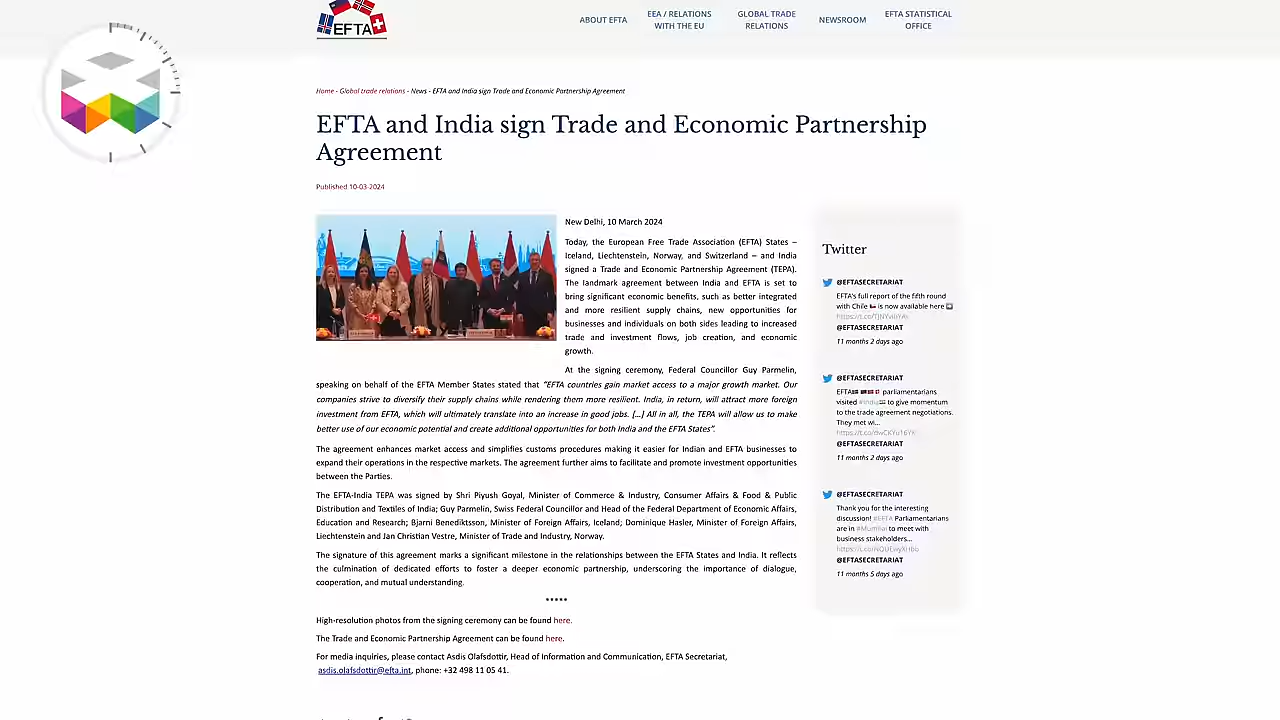 EFTA
ABOUT EFTA
EEA / RELATIONS
WITH THE EU
GLOBAL TRADE
RELATIONS
NEWSROOM
EFTA STATISTICAL
OFFICE
Home - Global trade relations - News - EFTA and India sign Trade and Economic Partnership Agreement
EFTA and India sign Trade and Economic Partnership
Agreement
Published 10-03-2024
New Delhi, 10 March 2024
Today, the European Free Trade Association (EFTA) States –
Iceland, Liechtenstein, Norway, and Switzerland – and India
signed a Trade and Economic Partnership Agreement (TEPA).
The landmark agreement between India and EFTA is set to
bring significant economic benefits, such as better integrated
and more resilient supply chains, new opportunities for
businesses and individuals on both sides leading to increased
trade and investment flows, job creation, and economic
growth.
At the signing ceremony, Federal Councillor Guy Parmelin,
speaking on behalf of the EFTA Member States stated that “EFTA countries gain market access to a major growth market. Our
companies strive to diversify their supply chains while rendering them more resilient. India, in return, will attract more foreign
investment from EFTA, which will ultimately translate into an increase in good jobs. [...] All in all, the TEPA will allow us to make
better use of our economic potential and create additional opportunities for both India and the EFTA States”.
The agreement enhances market access and simplifies customs procedures making it easier for Indian and EFTA businesses to
expand their operations in the respective markets. The agreement further aims to facilitate and promote investment opportunities
between the Parties.
The EFTA-India TEPA was signed by Shri Piyush Goyal, Minister of Commerce & Industry, Consumer Affairs & Food & Public
Distribution and Textiles of India; Guy Parmelin, Swiss Federal Councillor and Head of the Federal Department of Economic Affairs,
Education and Research; Bjarni Benediktsson, Minister of Foreign Affairs, Iceland; Dominique Hasler, Minister of Foreign Affairs,
Liechtenstein and Jan Christian Vestre, Minister of Trade and Industry, Norway.
The signature of this agreement marks a significant milestone in the relationships between the EFTA States and India. It reflects
the culmination of dedicated efforts to foster a deeper economic partnership, underscoring the importance of dialogue,
cooperation, and mutual understanding.
*****
High-resolution photos from the signing ceremony can be found here.
The Trade and Economic Partnership Agreement can be found here.
For media inquiries, please contact Asdis Olafsdottir, Head of Information and Communication, EFTA Secretariat,
asdis.olafsdottir@efta.int, phone: +32 498 11 05 41.
Twitter
@EFTASECRETARIAT
EFTA's full report of the fifth round
with Chile is now available here
@EFTASECRETARIAT
11 months 2 days ago
@EFTASECRETARIAT
EFTA parliamentarians
visited #India to give momentum
to the trade agreement negotiations.
They met wi...
@EFTASECRETARIAT
11 months 2 days ago
@EFTASECRETARIAT
Thank you for the interesting
discussion! #EFTA Parliamentarians
are in #Mumbai to meet with
business stakeholders...
@EFTASECRETARIAT
11 months 5 days ago